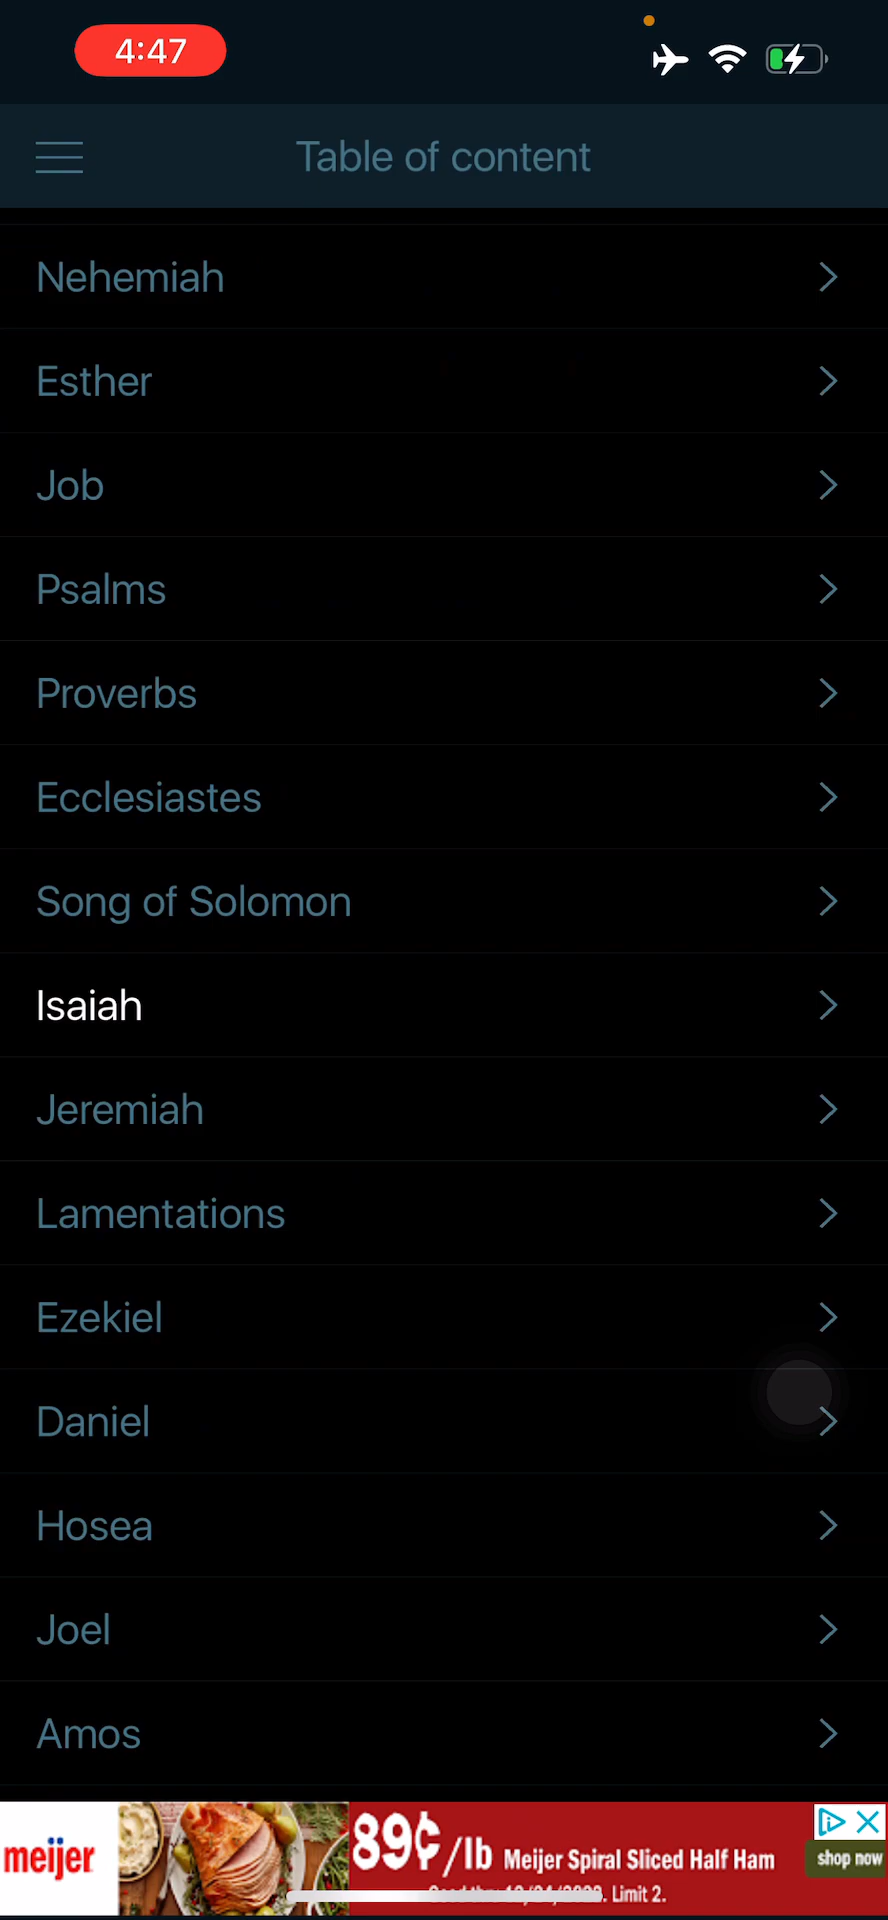 4:47
Table of content
Nehemiah
Esther
Job
Psalms
Proverbs
Ecclesiastes
Song of Solomon
Isaiah
Jeremiah
Lamentations
Ezekiel
Daniel
Hosea
Joel
Amos
meijer
89¢/lb Meijer Spiral Sliced Half Ham
shop now
Limit 2.